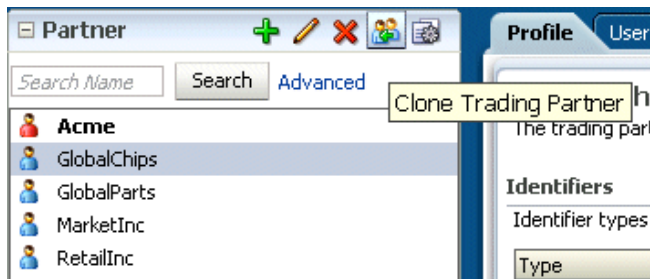 Partner
Profile
User
Search Name
Search
Advanced
Clone Trading Partner
Acme
The trading part
GlobalChips
GlobalParts
Identifiers
MarketInc
Identifier types
RetailInc
Type